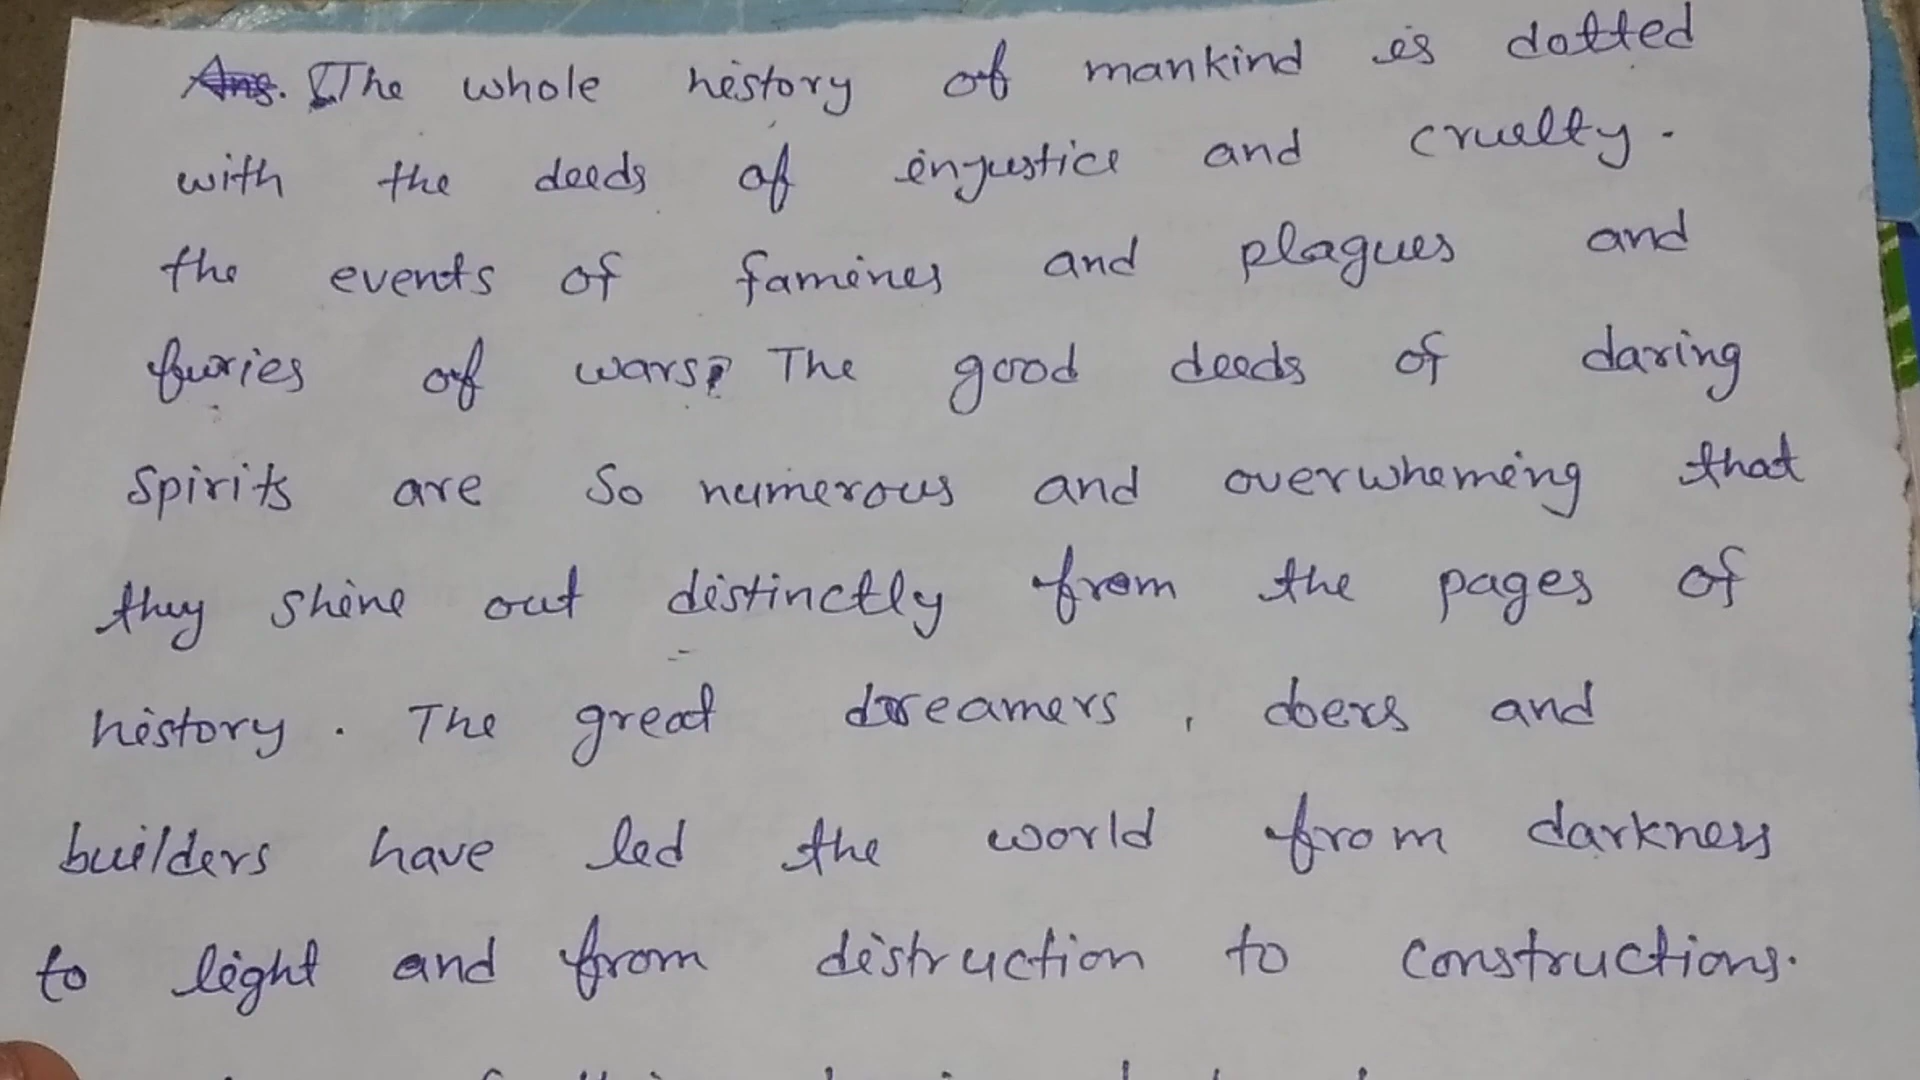 Ans. The whole history of mankind is dotted
with the deeds of injustice and cruelty.
the events of famines and plagues and
furies of wars. The good deeds of daring
spirits are so numerous and overwheming that
they shine out distinctly from the pages of
history. The great dreamers, doers and
builders have led the world from darkness
to light and from distruction to constructions.